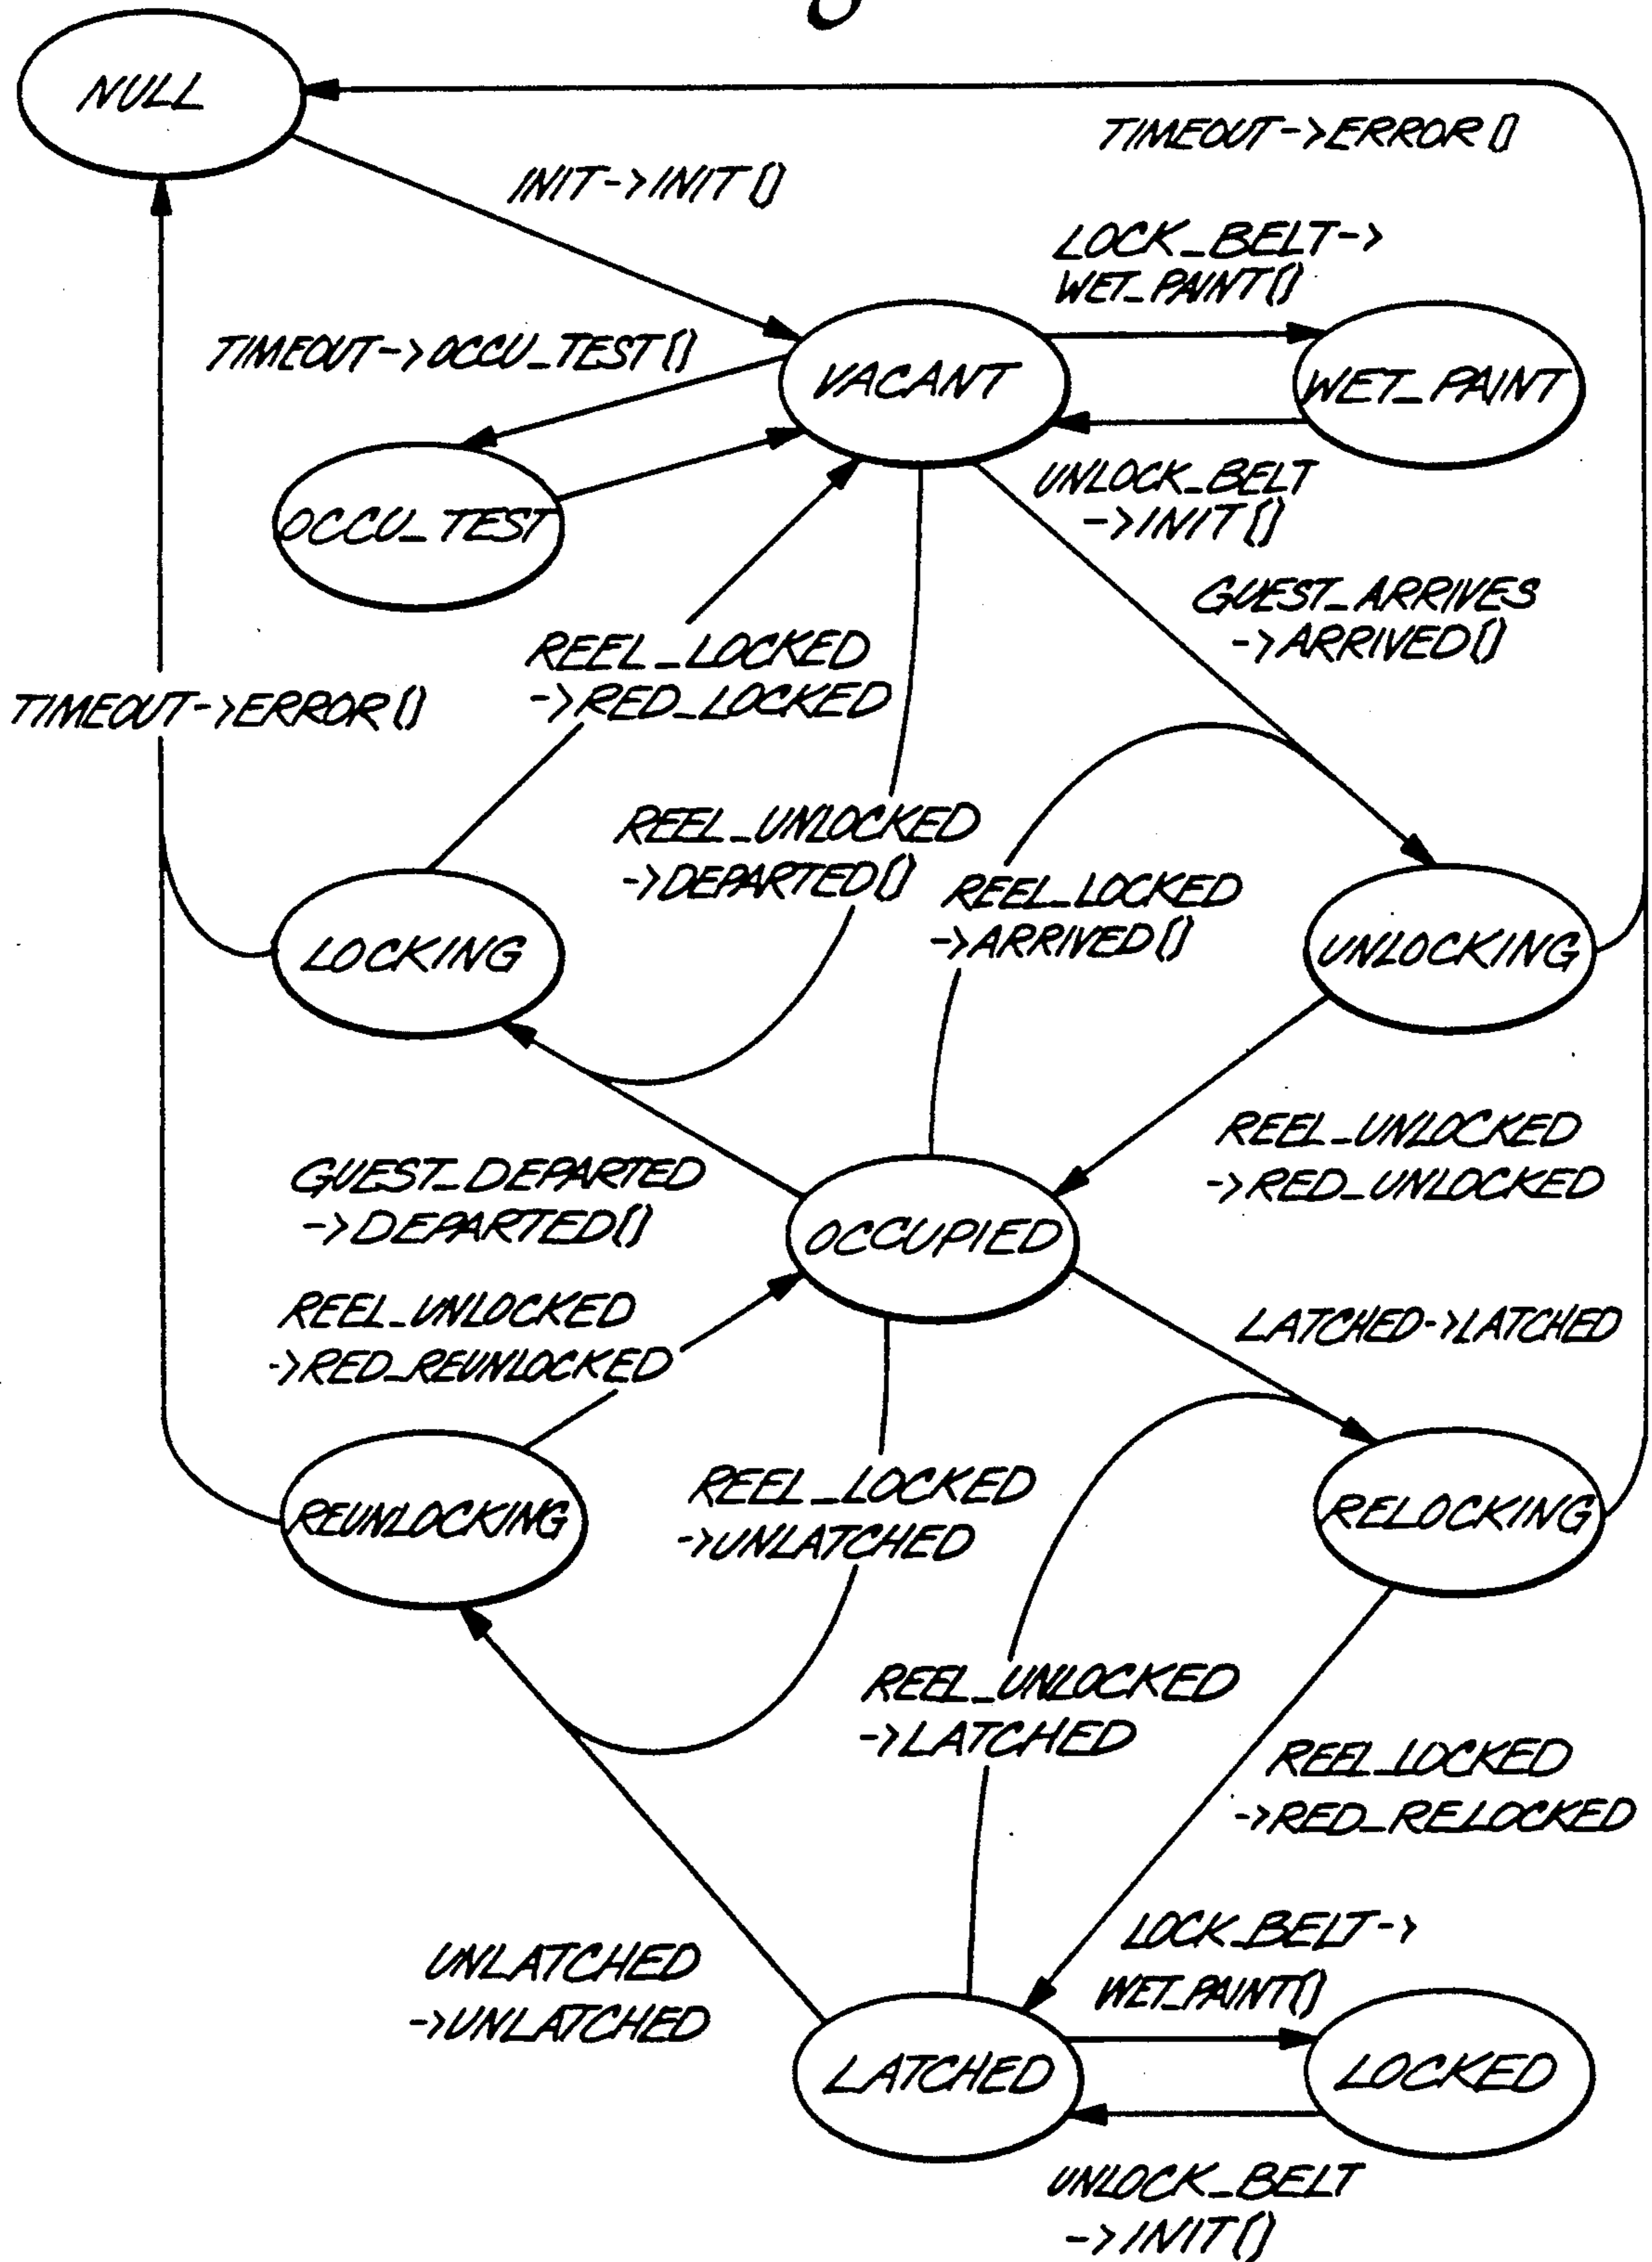 NULL
TIMEOUT->ERROR()
INIT->INIT()
LOCK_BELT->
WET_PAINT()
TIMEOUT->OCCU_TEST()
VACANT
WET_PAINT
UNLOCK_BELT
->INIT()
OCCU_TEST
GUEST_ARRIVES
->ARRIVED()
REEL_LOCKED
->RED_LOCKED
TIMEOUT->ERROR()
REEL_UNLOCKED
->DEPARTED()
REEL_LOCKED
->ARRIVED()
LOCKING
UNLOCKING
REEL_UNLOCKED
->RED_UNLOCKED
GUEST_DEPARTED
->DEPARTED()
OCCUPIED
REEL_UNLOCKED
->RED_REUNLOCKED
LATCHED->LATCHED
REEL_LOCKED
->UNLATCHED
REUNLOCKING
RELOCKING
REEL_UNLOCKED
->LATCHED
REEL_LOCKED
->RED_RELOCKED
UNLATCHED
->UNLATCHED
LOCK_BELT->
WET_PAINT()
LATCHED
LOCKED
UNLOCK_BELT
->INIT()